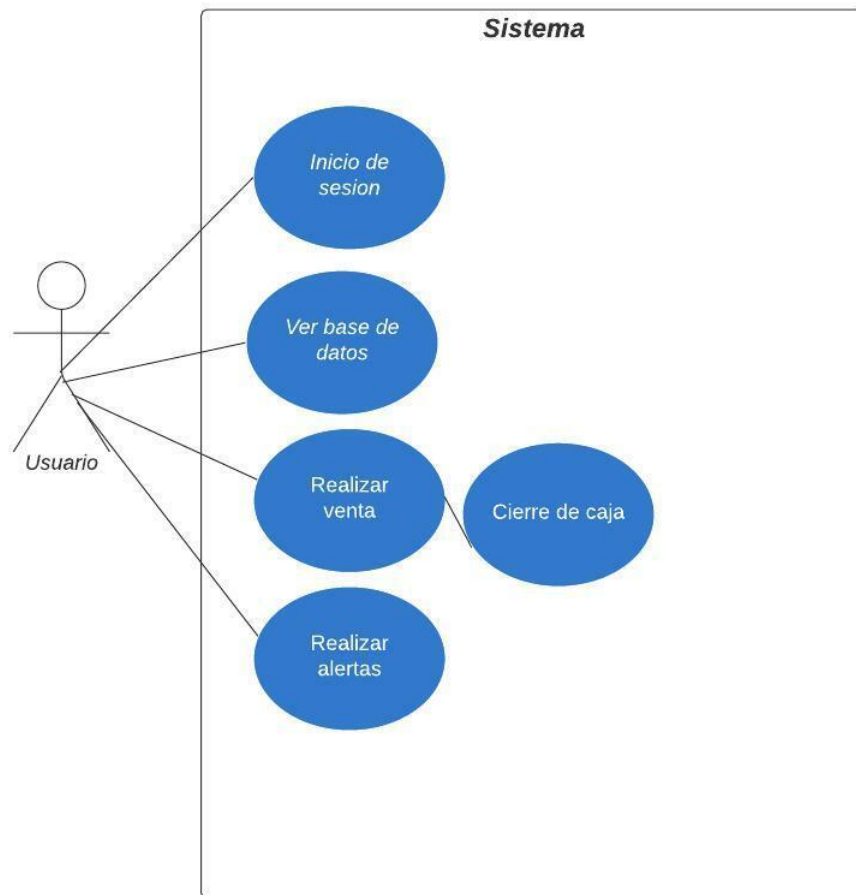 Sistema
Inicio de
sesion
Ver base de
datos
Usuario
Realizar
venta
Cierre de caja
Realizar
alertas